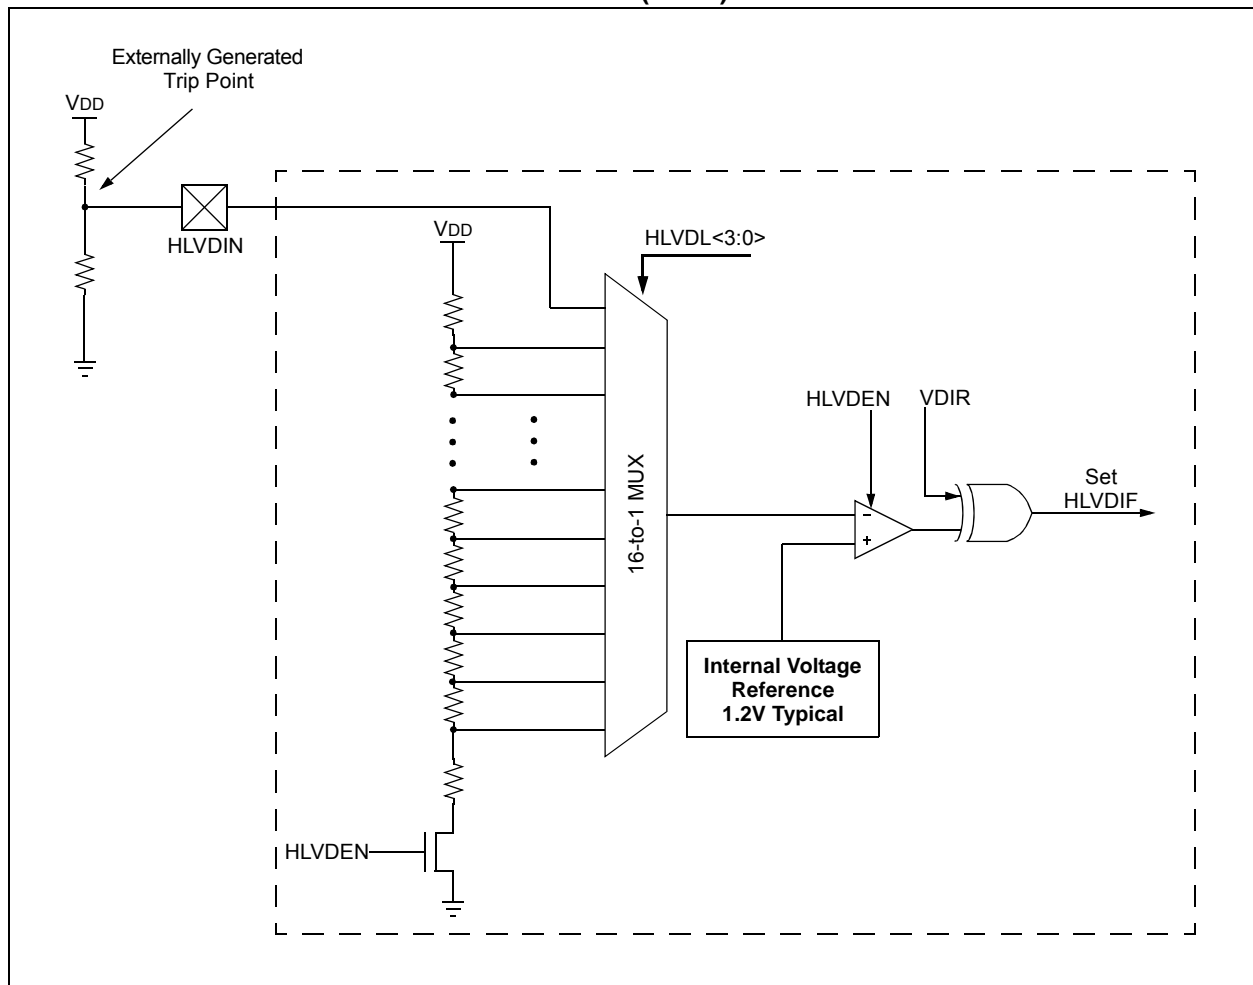 Externally Generated
Trip Point
VDD
HLVDIN
VDD
HLVDL<3:0>
16-to-1 MUX
HLVDEN
VDIR
Set
HLVDIF
–
+
Internal Voltage
Reference
1.2V Typical
HLVDEN